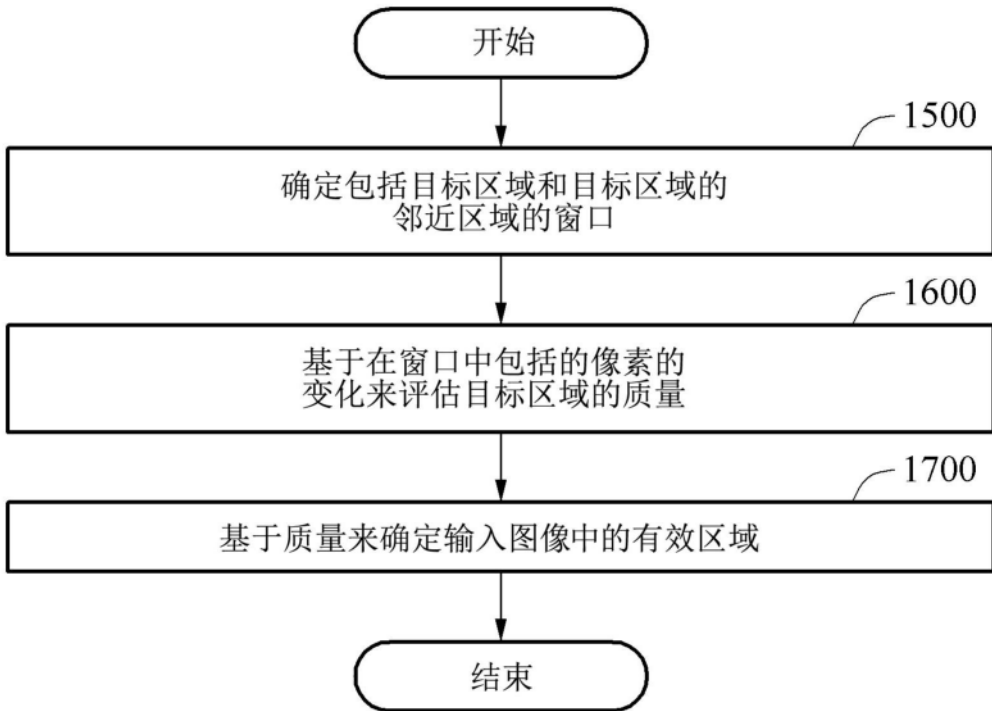 开始
1500
确定包括目标区域和目标区域的
邻近区域的窗口
1600
基于在窗口中包括的像素的
变化来评估目标区域的质量
1700
基于质量来确定输入图像中的有效区域
结束